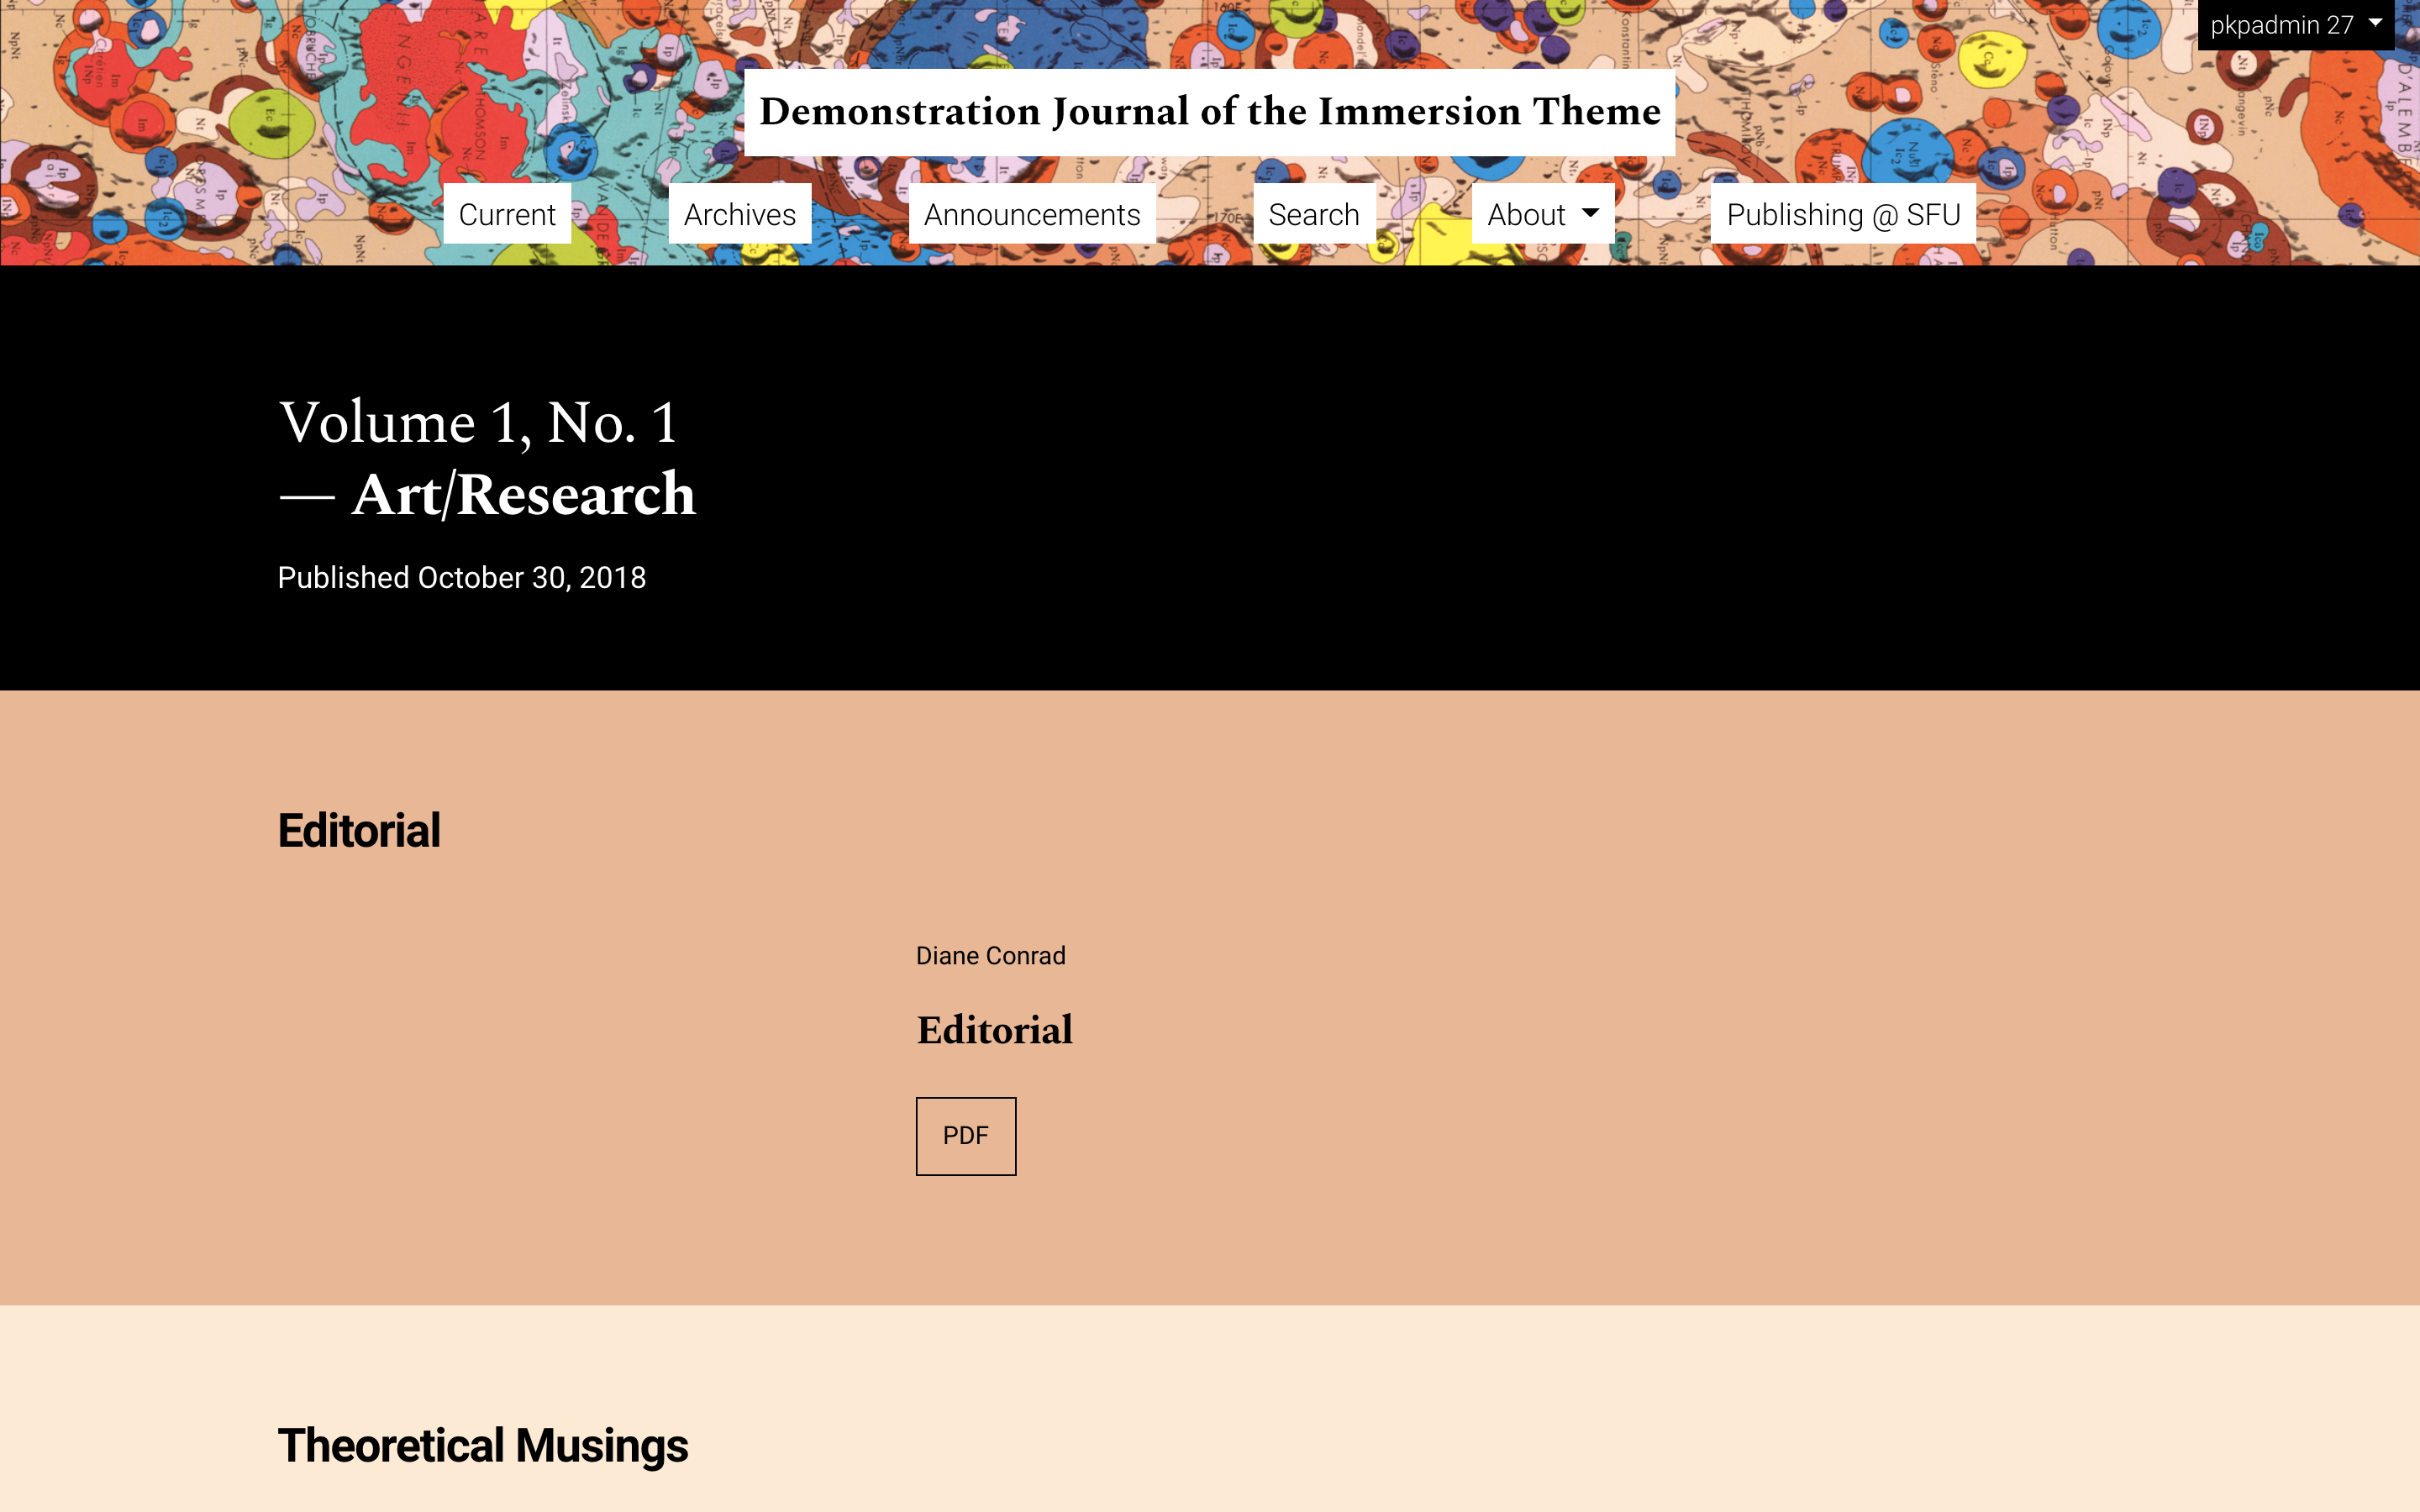 pkpadmin 27
Demonstration Journal of the Immersion Theme
Current
Archives
Announcements
Search
About
Publishing @ SFU
Volume 1, No. 1
— Art/Research
Published October 30, 2018
Editorial
Diane Conrad
Editorial
PDF
Theoretical Musings